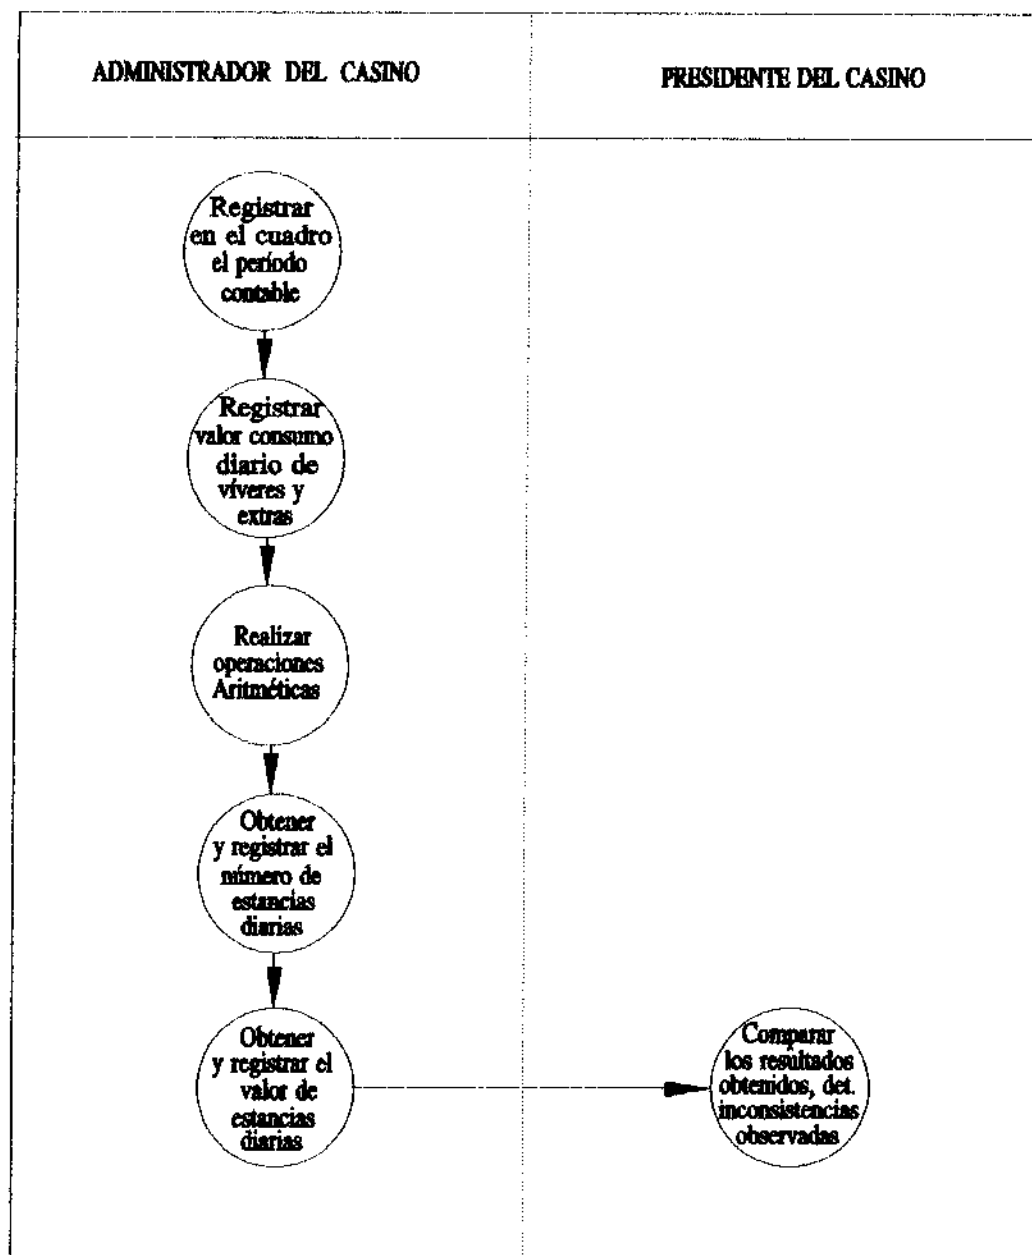 ADMINISTRADOR DEL CASINO
PRESIDENTE DEL CASINO
Registrar
en el cuadro
el período
contable
Registrar
valor consumo
diario de
víveres y
extras
Realizar
operaciones
Aritméticas
Obtener
y registrar el
número de
estancias
diarias
Obtener
y registrar el
valor de
estancias
diarias
Comparar
los resultados
obtenidos, det.
inconsistencias
observadas